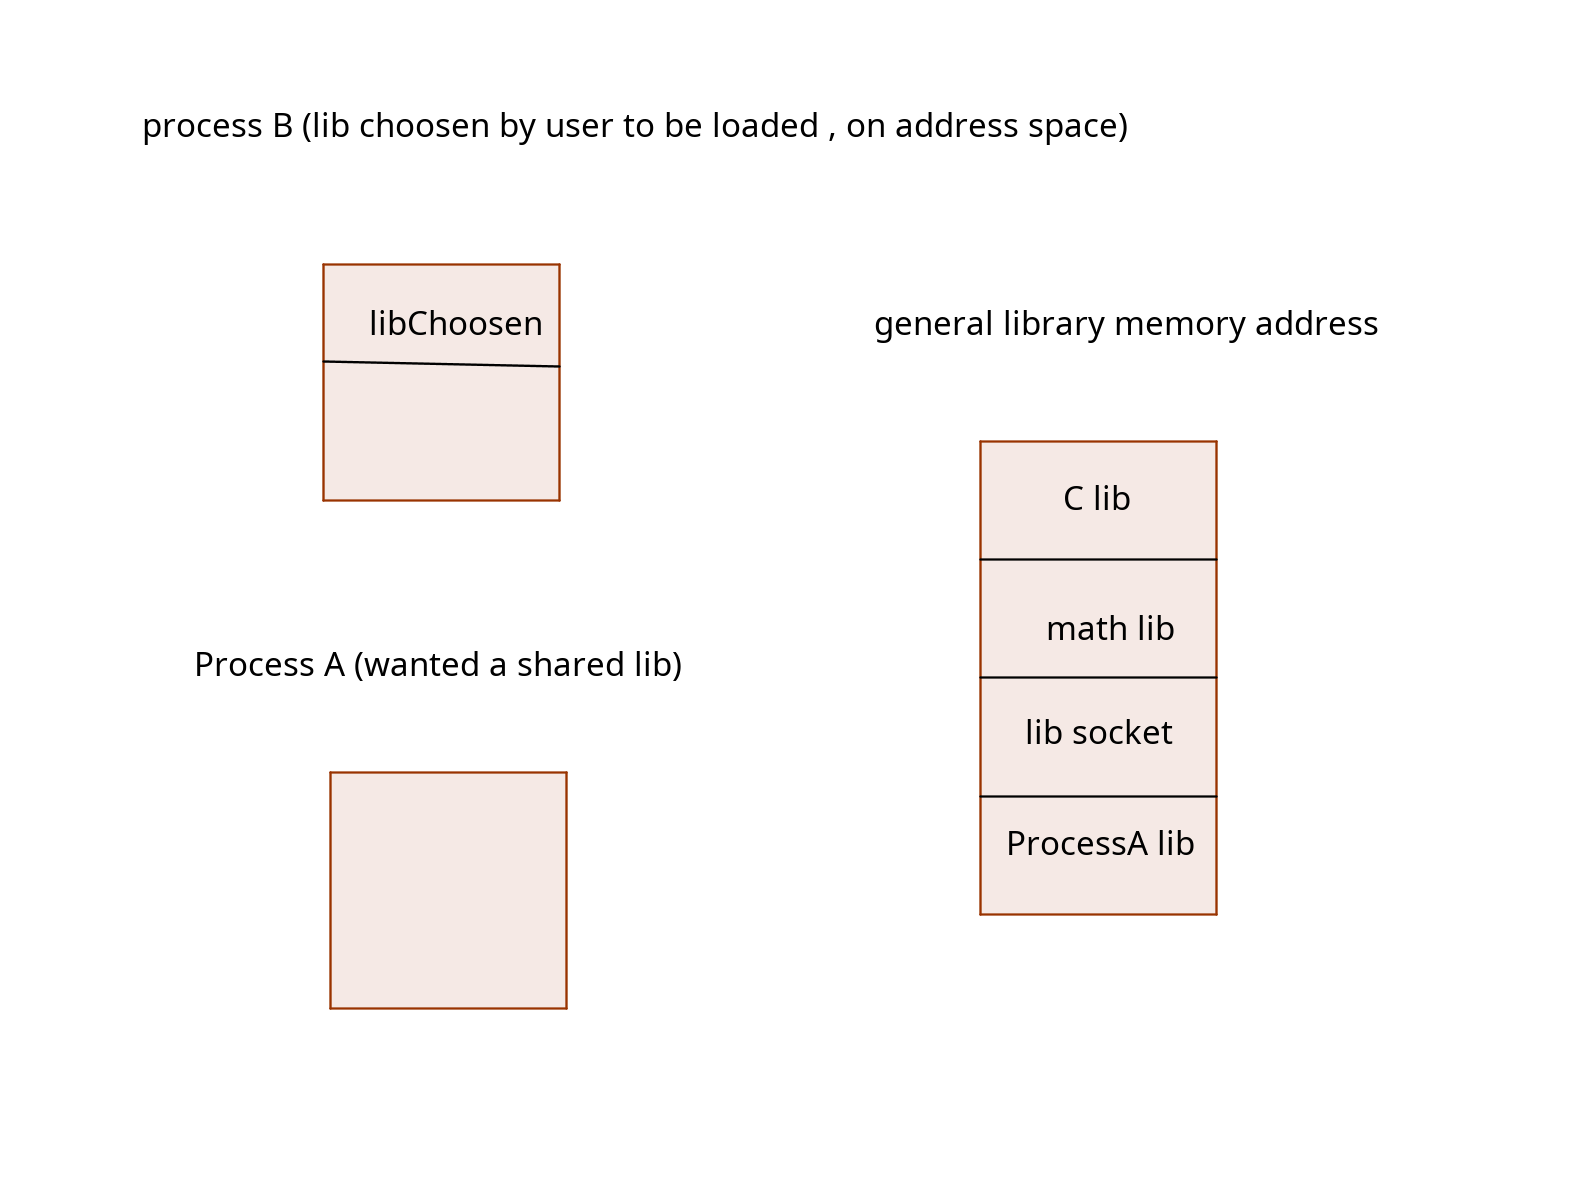 process B (lib choosen by user to be loaded , on address space)
libChoosen
general library memory address
C lib
math lib
Process A (wanted a shared lib)
lib socket
ProcessA lib